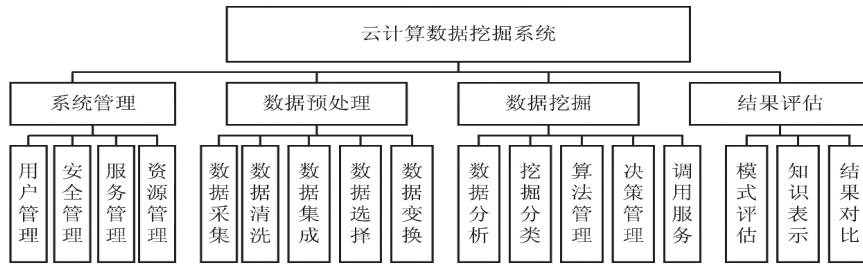 云计算数据挖掘系统
系统管理
数据预处理
数据挖掘
结果评估
用户管理
安全管理
服务管理
资源管理
数据采集
数据清洗
数据集成
数据选择
数据变换
数据分析
挖掘分类
算法管理
决策管理
调用服务
模式评估
知识表示
结果对比